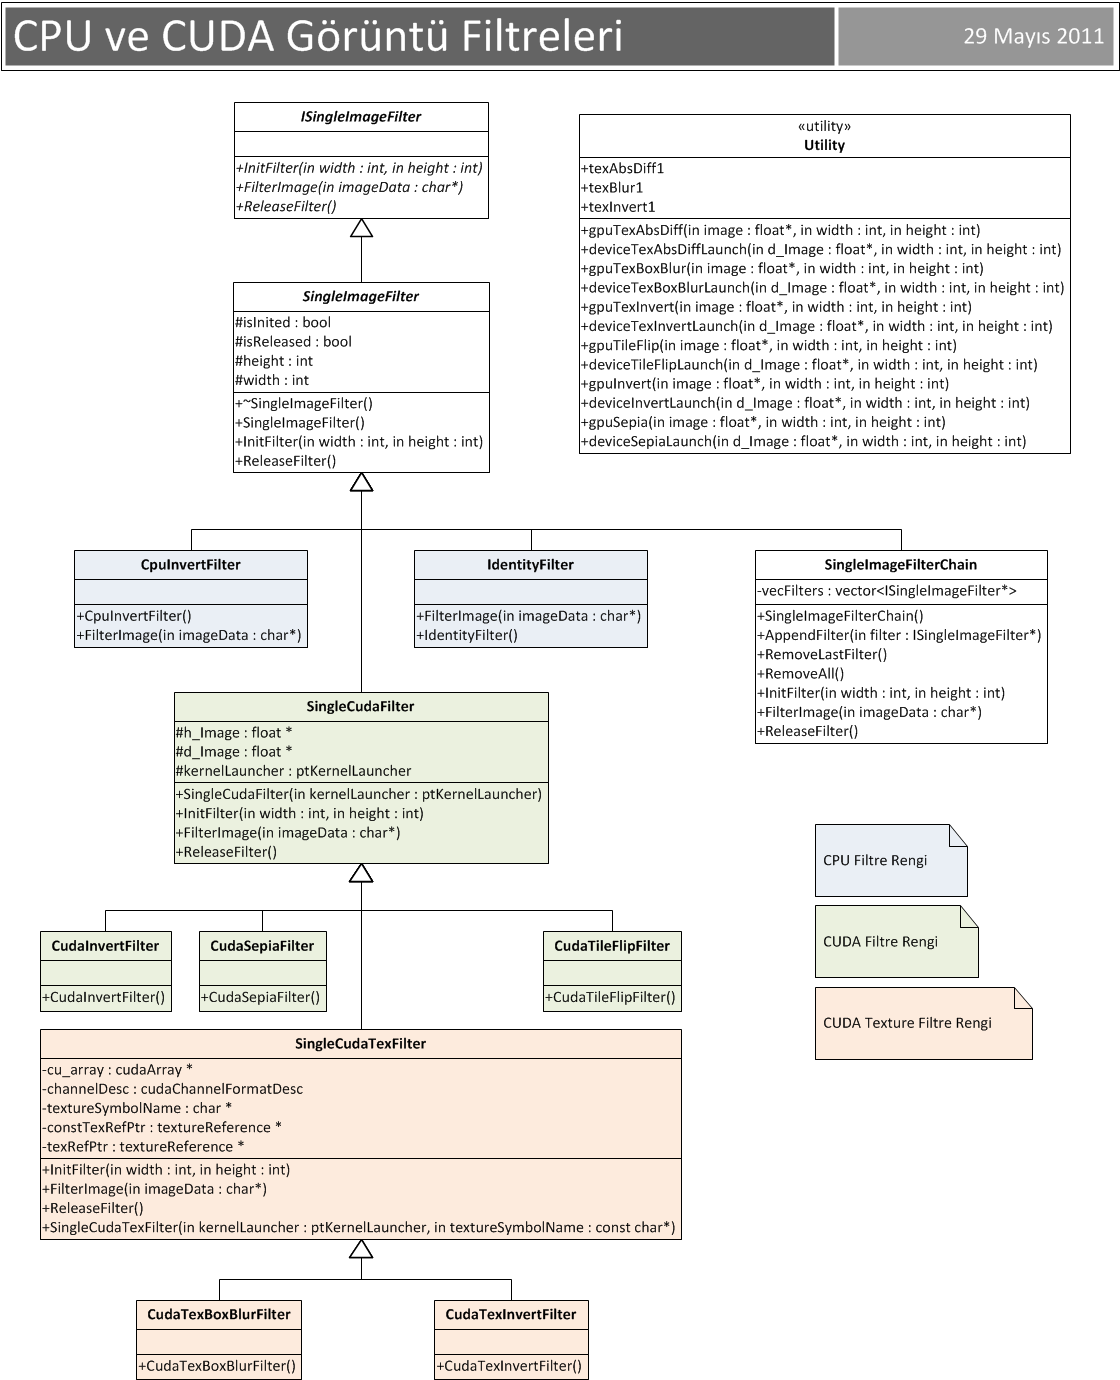 CPU ve CUDA Görüntü Filtreleri
29 Mayıs 2011
ISingleImageFilter
+InitFilter(in width : int, in height : int)
+FilterImage(in imageData : char*)
+ReleaseFilter()
«utility»
Utility
+texAbsDiff1
+texBlur1
+texInvert1
+gpuTexAbsDiff(in image : float*, in width : int, in height : int)
+deviceTexAbsDiffLaunch(in d_Image : float*, in width : int, in height : int)
+gpuTexBoxBlur(in image : float*, in width : int, in height : int)
+deviceTexBoxBlurLaunch(in d_Image : float*, in width : int, in height : int)
+gpuTexInvert(in image : float*, in width : int, in height : int)
+deviceTexInvertLaunch(in d_Image : float*, in width : int, in height : int)
+gpuTileFlip(in image : float*, in width : int, in height : int)
+deviceTileFlipLaunch(in d_Image : float*, in width : int, in height : int)
+gpuInvert(in image : float*, in width : int, in height : int)
+deviceInvertLaunch(in d_Image : float*, in width : int, in height : int)
+gpuSepia(in image : float*, in width : int, in height : int)
+deviceSepiaLaunch(in d_Image : float*, in width : int, in height : int)
SingleImageFilter
#isInited : bool
#isReleased : bool
#height : int
#width : int
+~SingleImageFilter()
+SingleImageFilter()
+InitFilter(in width : int, in height : int)
+ReleaseFilter()
CpuInvertFilter
+CpuInvertFilter()
+FilterImage(in imageData : char*)
IdentityFilter
+FilterImage(in imageData : char*)
+IdentityFilter()
SingleImageFilterChain
-vecFilters : vector<ISingleImageFilter*>
+SingleImageFilterChain()
+AppendFilter(in filter : ISingleImageFilter*)
+RemoveLastFilter()
+RemoveAll()
+InitFilter(in width : int, in height : int)
+FilterImage(in imageData : char*)
+ReleaseFilter()
SingleCudaFilter
#h_Image : float *
#d_Image : float *
#kernelLauncher : ptKernelLauncher
+SingleCudaFilter(in kernelLauncher : ptKernelLauncher)
+InitFilter(in width : int, in height : int)
+FilterImage(in imageData : char*)
+ReleaseFilter()
CPU Filtre Rengi
CUDA Filtre Rengi
CUDA Texture Filtre Rengi
CudaInvertFilter
+CudaInvertFilter()
CudaSepiaFilter
+CudaSepiaFilter()
CudaTileFlipFilter
+CudaTileFlipFilter()
SingleCudaTexFilter
-cu_array : cudaArray *
-channelDesc : cudaChannelFormatDesc
-textureSymbolName : char *
-constTexRefPtr : textureReference *
-texRefPtr : textureReference *
+InitFilter(in width : int, in height : int)
+FilterImage(in imageData : char*)
+ReleaseFilter()
+SingleCudaTexFilter(in kernelLauncher : ptKernelLauncher, in textureSymbolName : const char*)
CudaTexBoxBlurFilter
+CudaTexBoxBlurFilter()
CudaTexInvertFilter
+CudaTexInvertFilter()